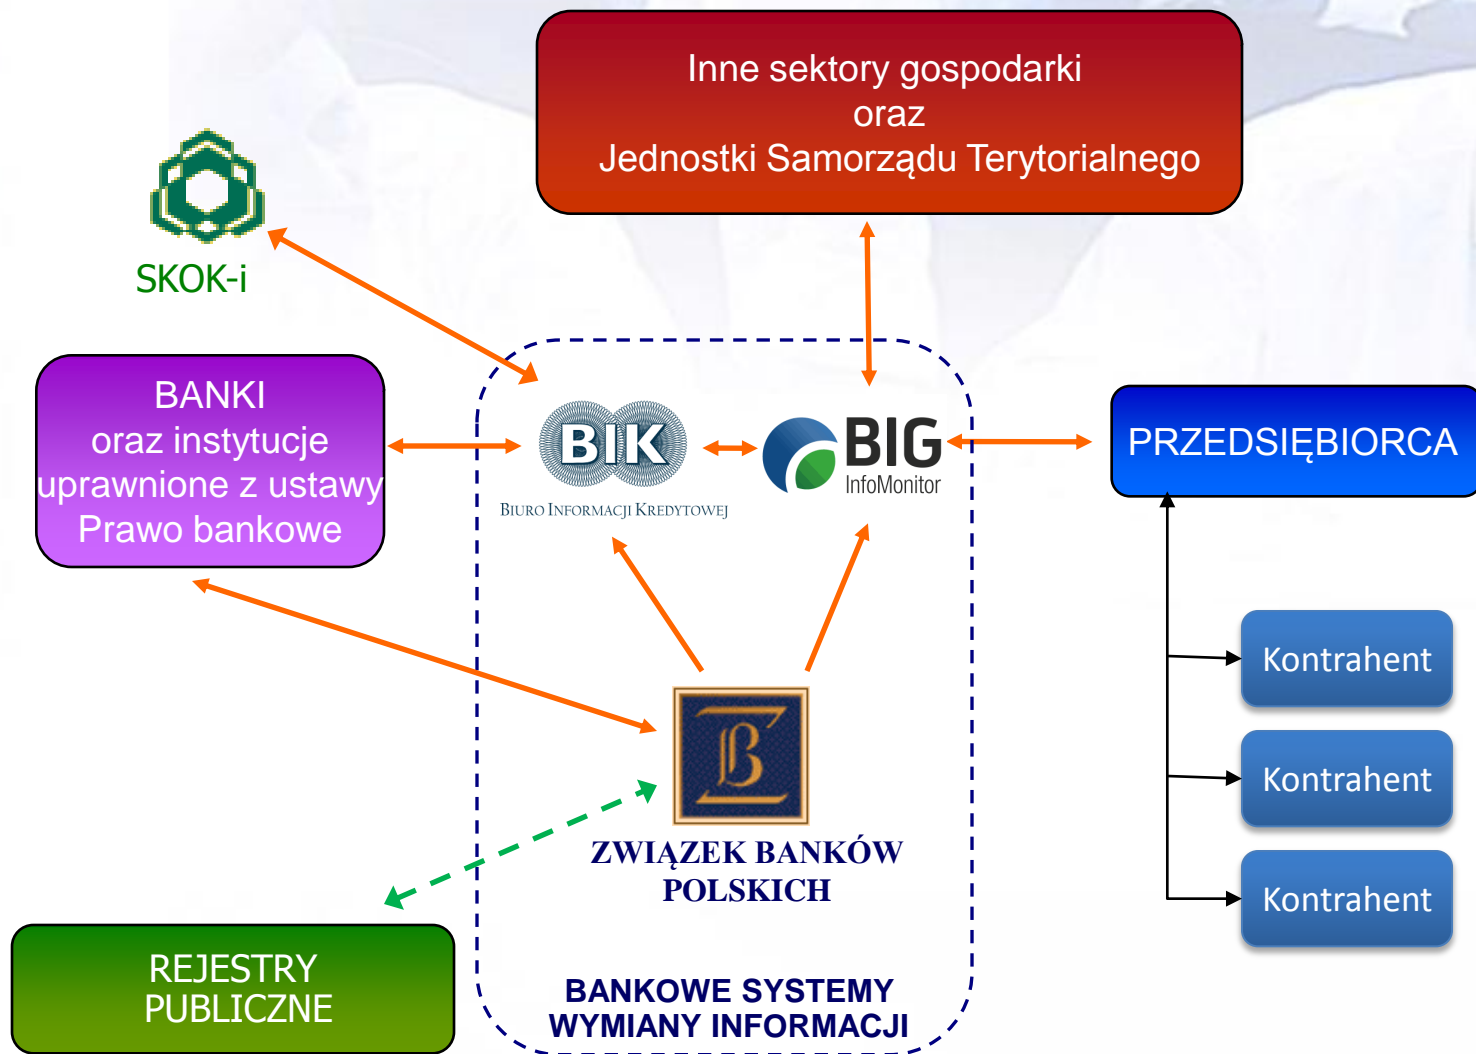 Inne sektory gospodarki
oraz
Jednostki Samorządu Terytorialnego
SKOK-i
BANKI
oraz instytucje
uprawnione z ustawy
Prawo bankowe
BIK
BIURO INFORMACJI KREDYTOWEJ
BIG
InfoMonitor
PRZEDSIĘBIORCA
Kontrahent
Kontrahent
Kontrahent
B
ZWIĄZEK BANKÓW
POLSKICH
REJESTRY
PUBLICZNE
BANKOWE SYSTEMY
WYMIANY INFORMACJI